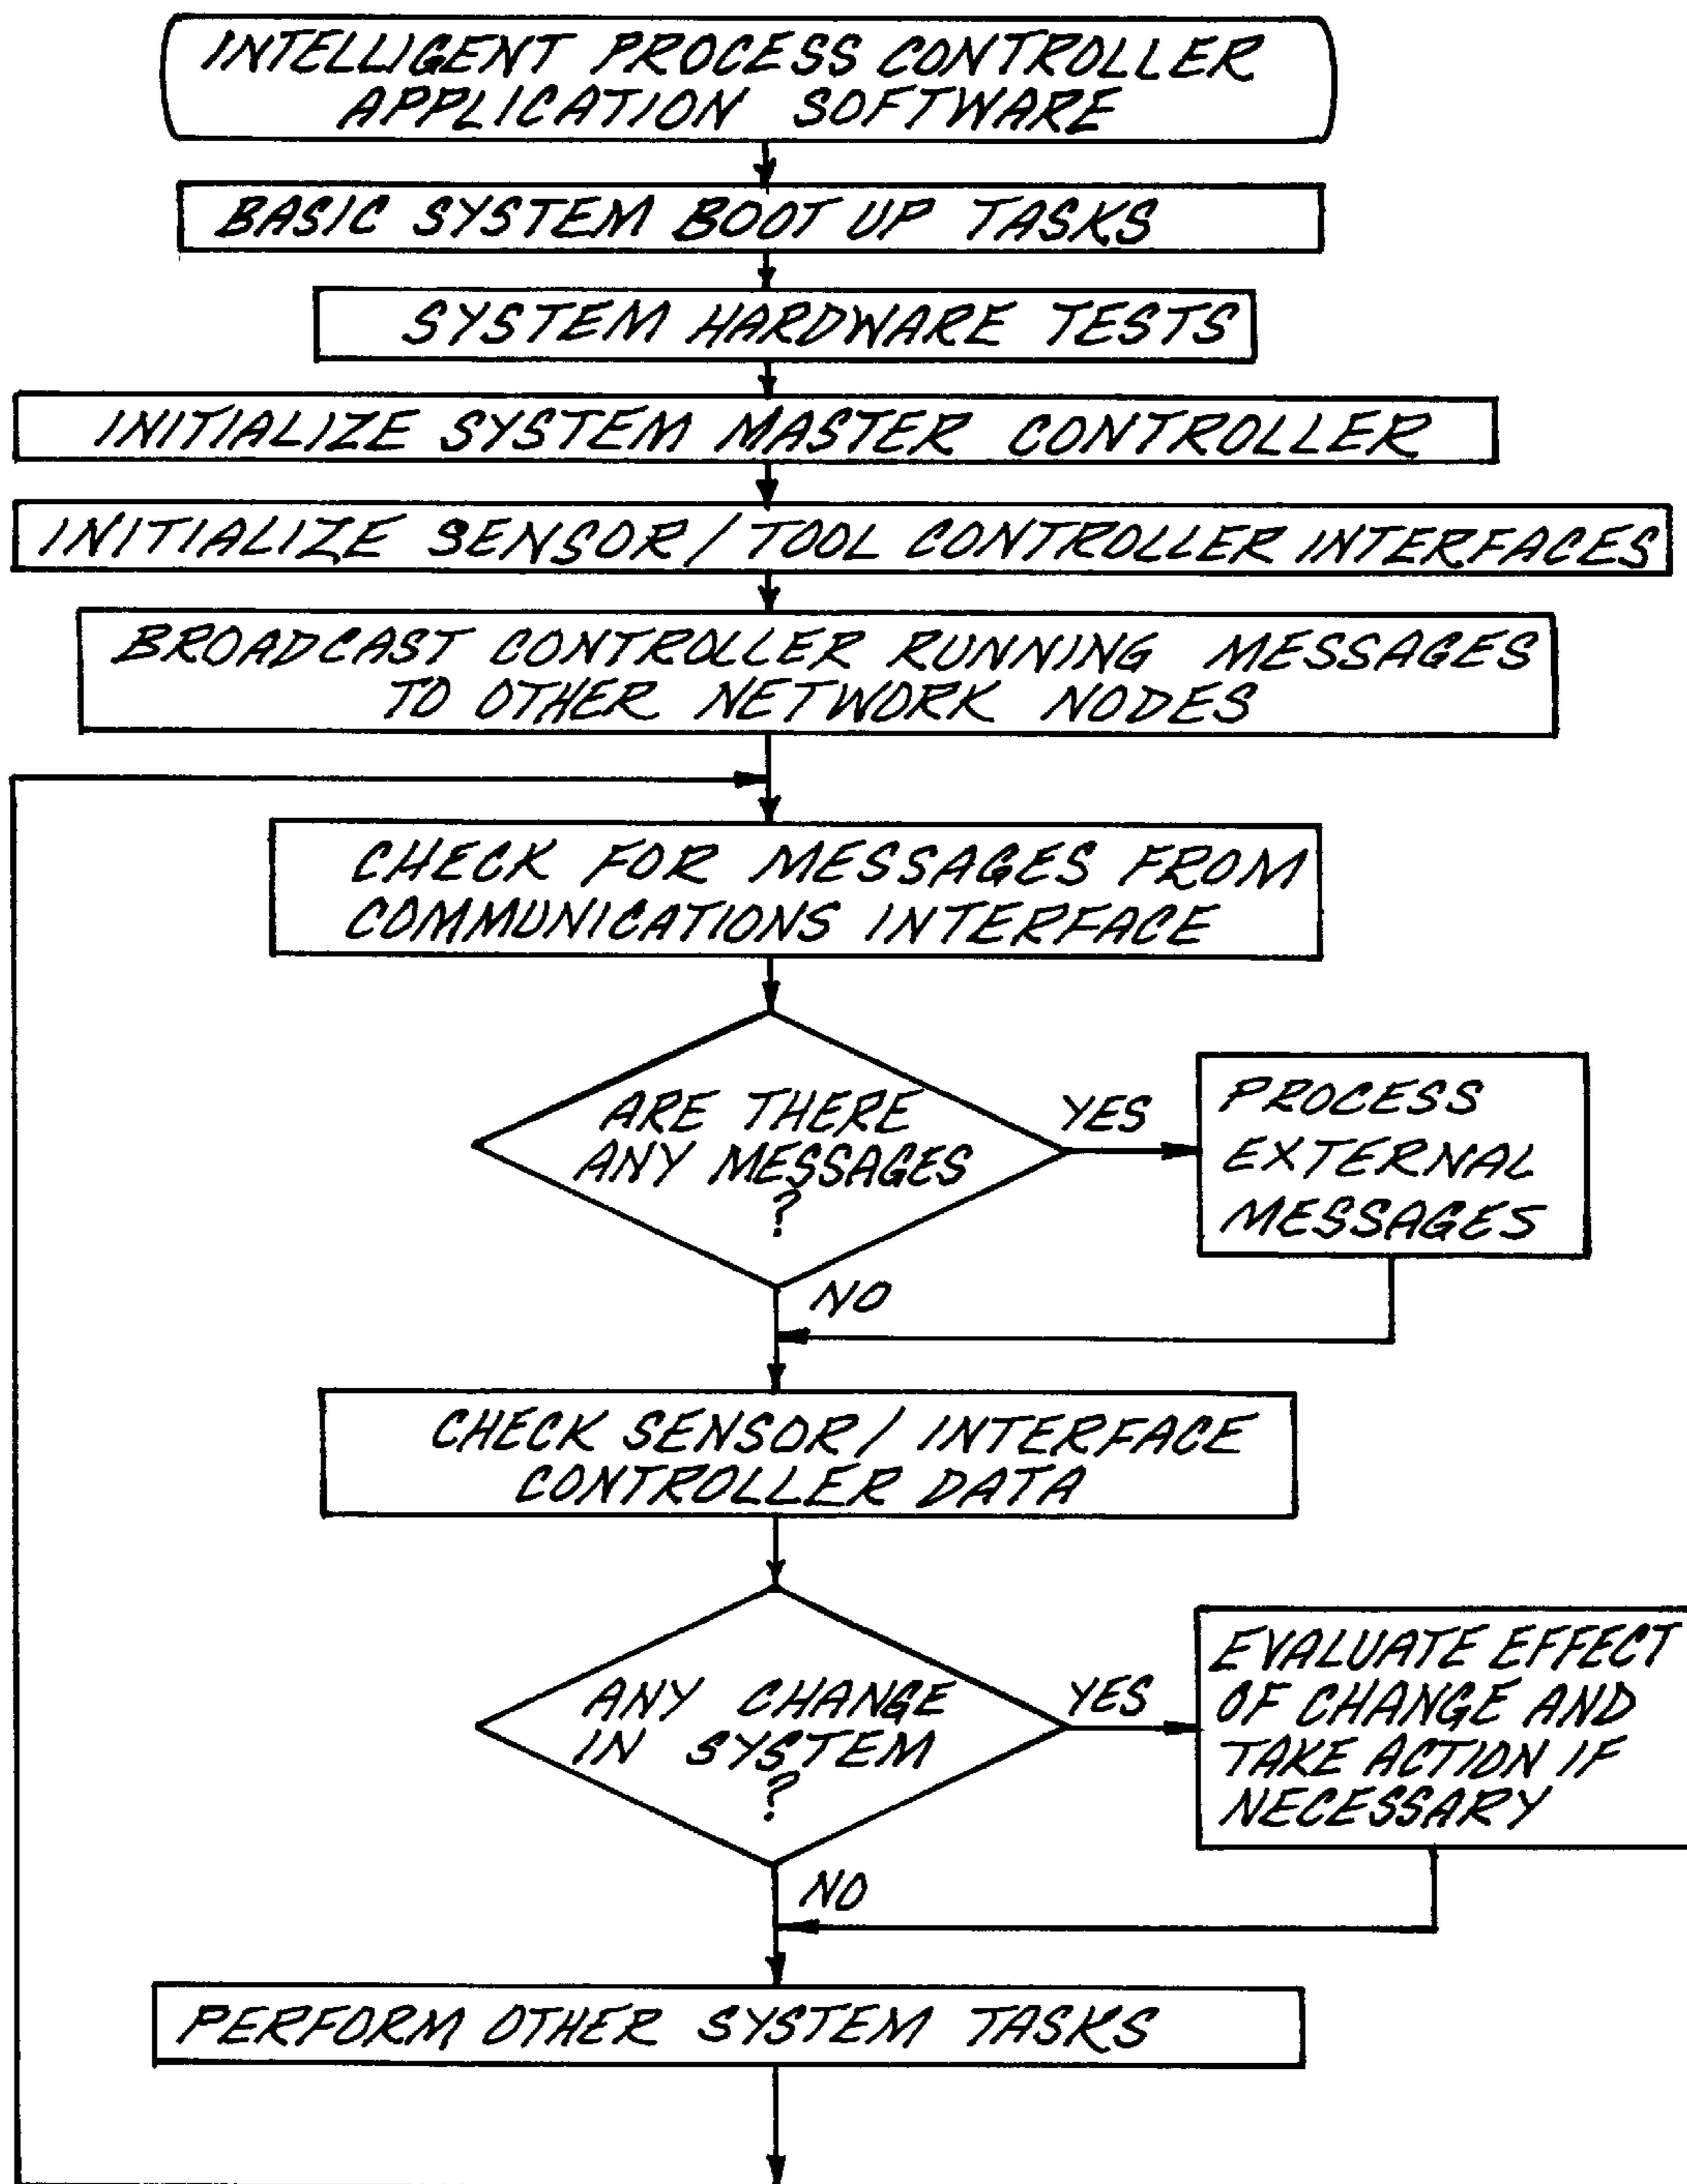 INTELLIGENT PROCESS CONTROLLER
APPLICATION SOFTWARE
BASIC SYSTEM BOOT UP TASKS
SYSTEM HARDWARE TESTS
INITIALIZE SYSTEM MASTER CONTROLLER
INITIALIZE SENSOR/TOOL CONTROLLER INTERFACES
BROADCAST CONTROLLER RUNNING MESSAGES
TO OTHER NETWORK NODES
CHECK FOR MESSAGES FROM
COMMUNICATIONS INTERFACE
ARE THERE
ANY MESSAGES
?
YES
PROCESS
EXTERNAL
MESSAGES
NO
CHECK SENSOR/INTERFACE
CONTROLLER DATA
ANY CHANGE
IN SYSTEM
?
YES
EVALUATE EFFECT
OF CHANGE AND
TAKE ACTION IF
NECESSARY
NO
PERFORM OTHER SYSTEM TASKS